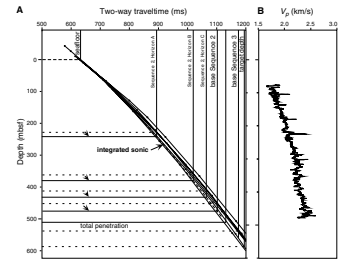 A
Two-way traveltime (ms)
500 600 700 800 900 1000 1100 1200
seafloor
Sequence 2, Horizon A
Sequence 2, Horizon B
Sequence 2, Horizon C
base Sequence 2
base Sequence 3
target depth
Depth (mbsf)
0
100
200
300
400
500
600
integrated sonic
total penetration
B
Vp (km/s)
1.5 2.0 2.5 3.0